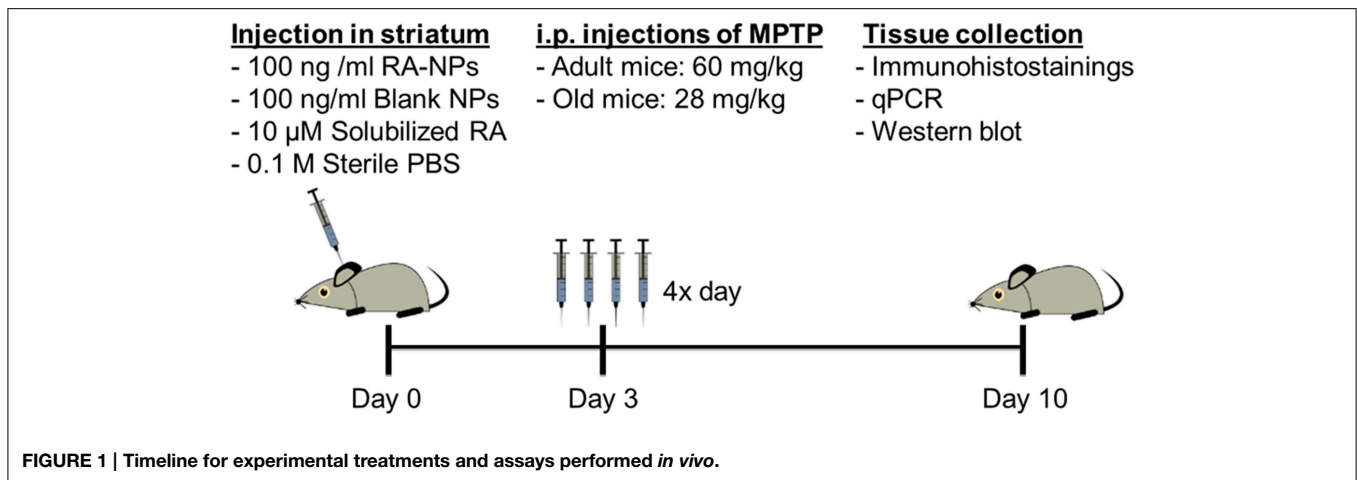 Injection in striatum
- 100 ng /ml RA-NPs
- 100 ng/ml Blank NPs
- 10 µM Solubilized RA
- 0.1 M Sterile PBS
i.p. injections of MPTP
- Adult mice: 60 mg/kg
- Old mice: 28 mg/kg
Tissue collection
- Immunohistostainings
- qPCR
- Western blot
4x day
Day 0
Day 3
Day 10
FIGURE 1 | Timeline for experimental treatments and assays performed in vivo.